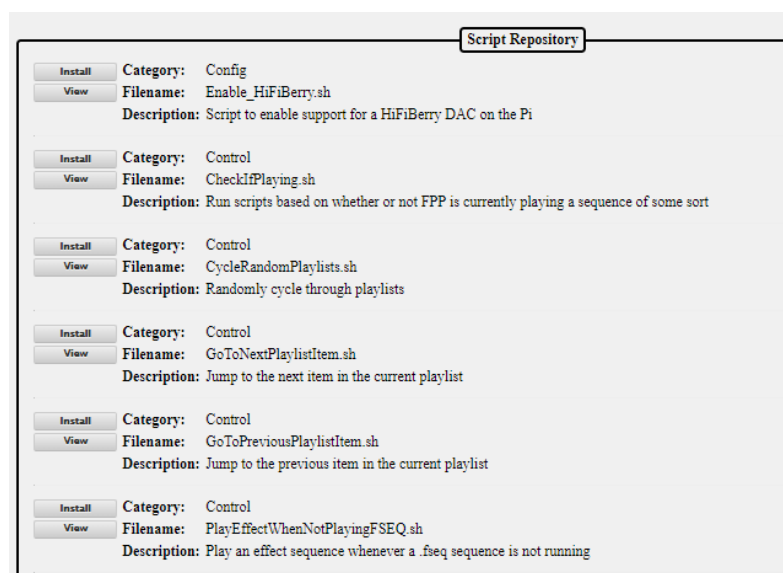 Script Repository
Install Category: Config
View Filename: Enable_HiFiBerry.sh
Description: Script to enable support for a HiFiBerry DAC on the Pi
Install Category: Control
View Filename: CheckIfPlaying.sh
Description: Run scripts based on whether or not FPP is currently playing a sequence of some sort
Install Category: Control
View Filename: CycleRandomPlaylists.sh
Description: Randomly cycle through playlists
Install Category: Control
View Filename: GoToNextPlaylistItem.sh
Description: Jump to the next item in the current playlist
Install Category: Control
View Filename: GoToPreviousPlaylistItem.sh
Description: Jump to the previous item in the current playlist
Install Category: Control
View Filename: PlayEffectWhenNotPlayingFSEQ.sh
Description: Play an effect sequence whenever a .fseq sequence is not running